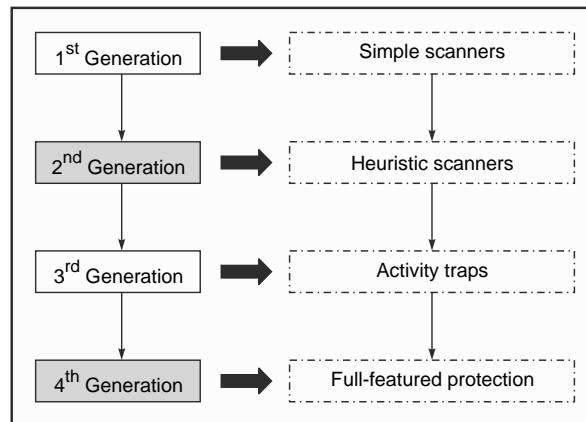 1st Generation
Simple scanners
2nd Generation
Heuristic scanners
3rd Generation
Activity traps
4th Generation
Full-featured protection